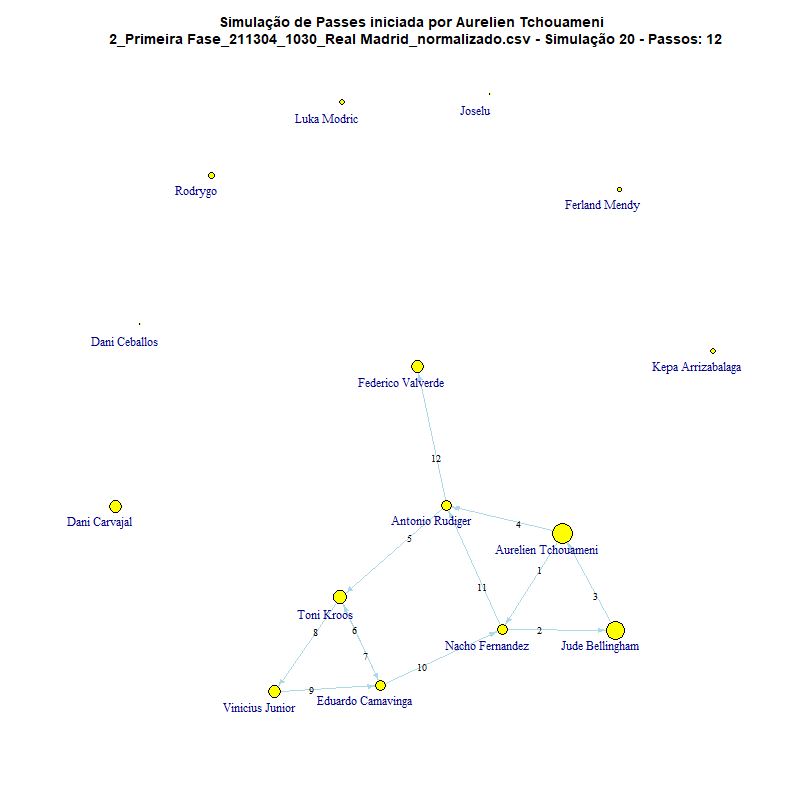 Simulação de Passes iniciada por Aurelien Tchouameni
2_Primeira Fase_211304_1030_Real Madrid_normalizado.csv - Simulação 20 - Passos: 12
Joselu
Luka Modric
Rodrygo
Ferland Mendy
Dani Ceballos
Kepa Arrizabalaga
Federico Valverde
12
Dani Carvajal
Antonio Rudiger
4
5
Aurelien Tchouameni
1
11
3
Toni Kroos
8
6
2
Nacho Fernandez
Jude Bellingham
7
10
9
Eduardo Camavinga
Vinicius Junior